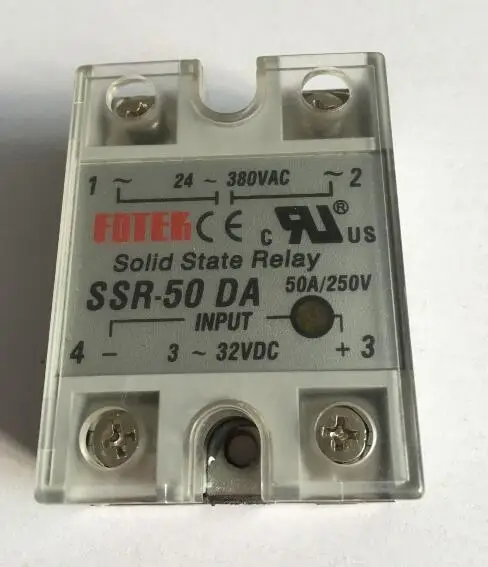 1 ~ 24 ~ 380VAC ~ 2
FOTEK CE c RU ® US
Solid State Relay
SSR-50 DA 50A/250V
INPUT
4 - 3 ~ 32VDC + 3